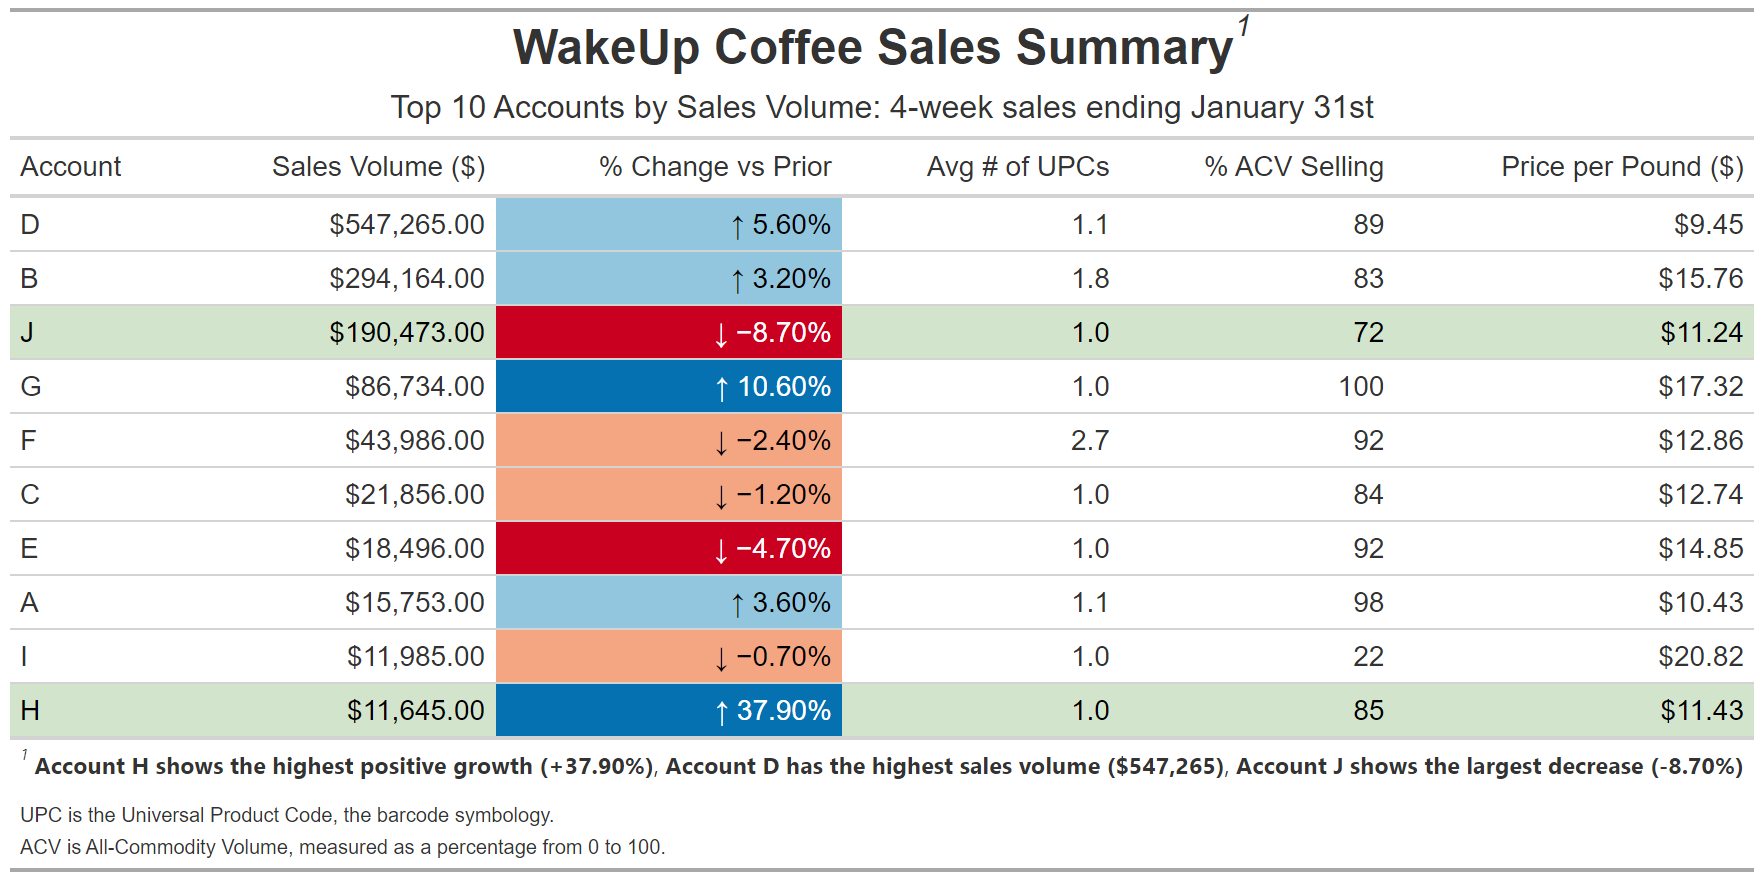 WakeUp Coffee Sales Summary1
Top 10 Accounts by Sales Volume: 4-week sales ending January 31st
Account Sales Volume ($) % Change vs Prior Avg # of UPCs % ACV Selling Price per Pound ($)
D $547,265.00 ↑ 5.60% 1.1 89 $9.45
B $294,164.00 ↑ 3.20% 1.8 83 $15.76
J $190,473.00 ↓ −8.70% 1.0 72 $11.24
G $86,734.00 ↑ 10.60% 1.0 100 $17.32
F $43,986.00 ↓ −2.40% 2.7 92 $12.86
C $21,856.00 ↓ −1.20% 1.0 84 $12.74
E $18,496.00 ↓ −4.70% 1.0 92 $14.85
A $15,753.00 ↑ 3.60% 1.1 98 $10.43
I $11,985.00 ↓ −0.70% 1.0 22 $20.82
H $11,645.00 ↑ 37.90% 1.0 85 $11.43
1 Account H shows the highest positive growth (+37.90%), Account D has the highest sales volume ($547,265), Account J shows the largest decrease (-8.70%)
UPC is the Universal Product Code, the barcode symbology.
ACV is All-Commodity Volume, measured as a percentage from 0 to 100.